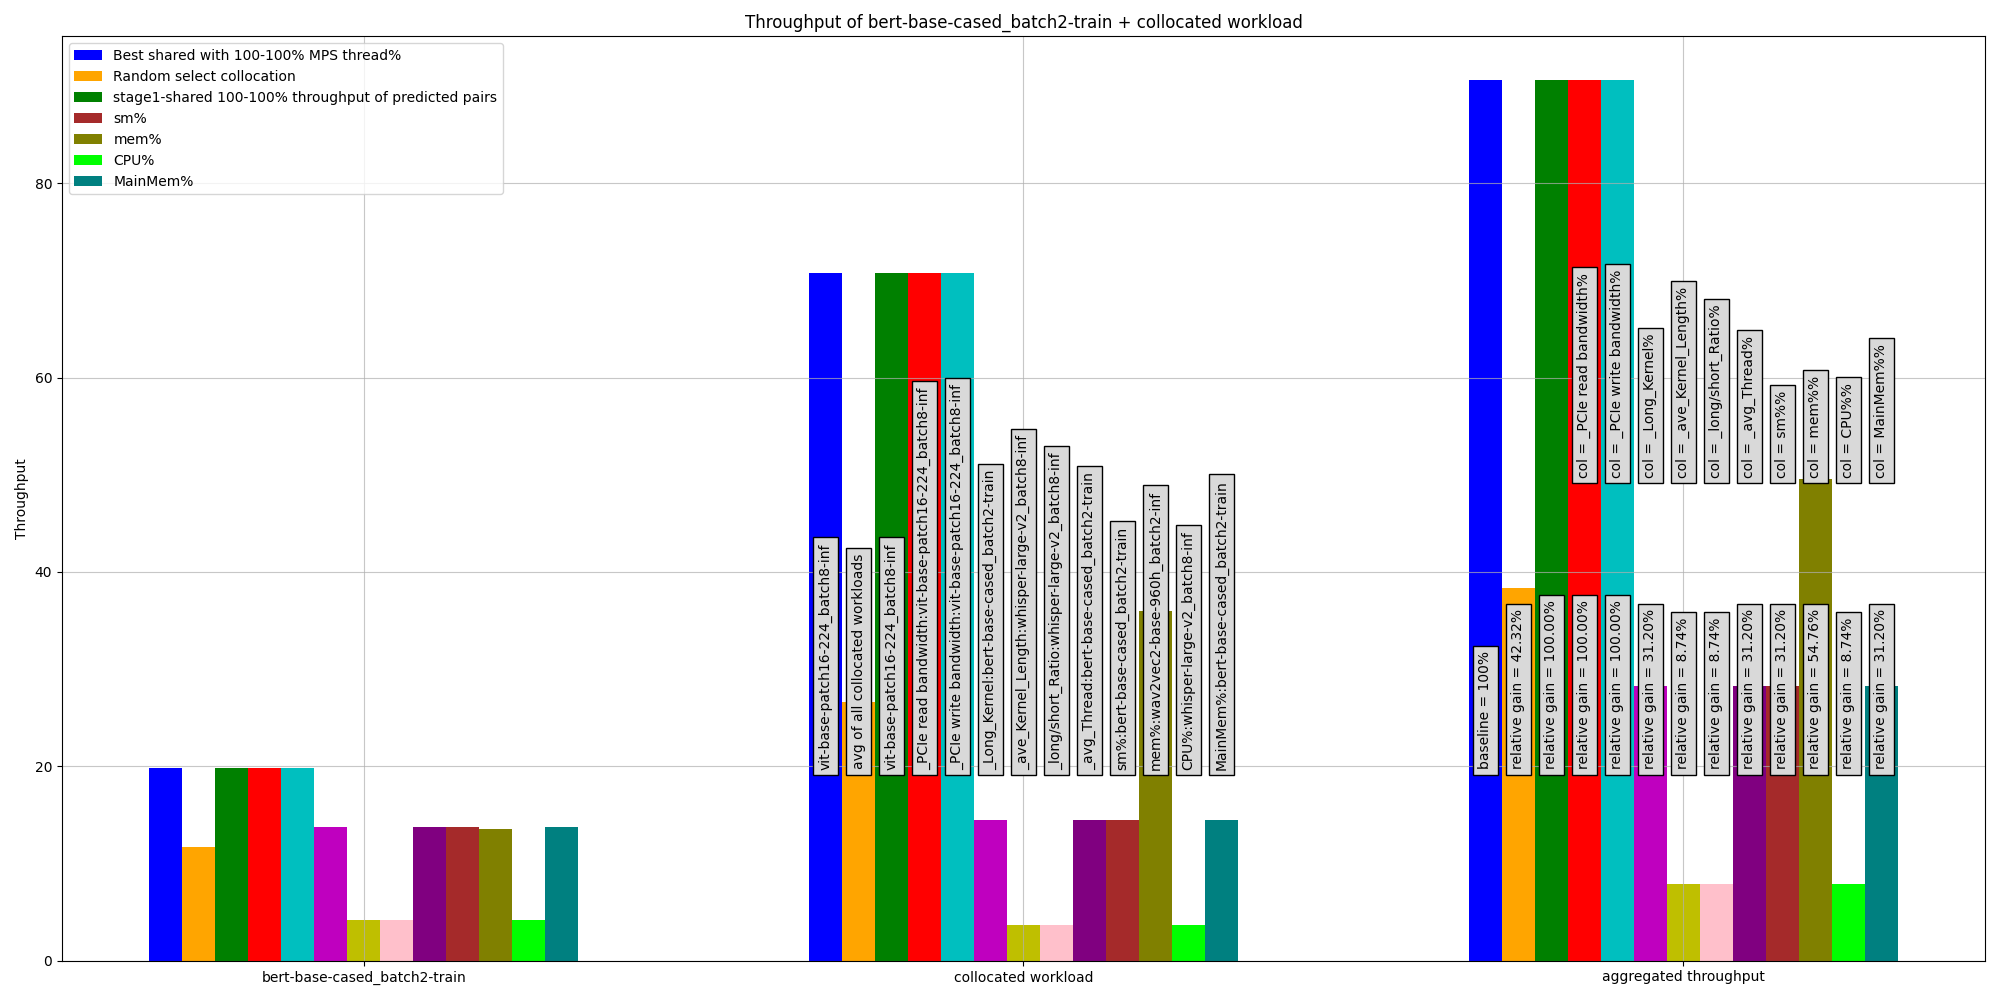 Throughput of bert-base-cased_batch2-train + collocated workload
Best shared with 100-100% MPS thread%
Random select collocation
stage1-shared 100-100% throughput of predicted pairs
sm%
mem%
CPU%
MainMem%
Throughput
80
60
40
20
0
vit-base-patch16-224_batch8-inf
avg of all collocated workloads
vit-base-patch16-224_batch8-inf
_PCIe read bandwidth:vit-base-patch16-224_batch8-inf
_PCIe write bandwidth:vit-base-patch16-224_batch8-inf
_Long_Kernel:bert-base-cased_batch2-train
_ave_Kernel_Length:whisper-large-v2_batch8-inf
_long/short_Ratio:whisper-large-v2_batch8-inf
_avg_Thread:bert-base-cased_batch2-train
sm%:bert-base-cased_batch2-train
mem%:wav2vec2-base-960h_batch2-inf
CPU%:whisper-large-v2_batch8-inf
MainMem%:bert-base-cased_batch2-train
col = _PCIe read bandwidth%
col = _PCIe write bandwidth%
col = _Long_Kernel%
col = _ave_Kernel_Length%
col = _long/short_Ratio%
col = _avg_Thread%
col = sm%%
col = mem%%
col = CPU%%
col = MainMem%%
baseline = 100%
relative gain = 42.32%
relative gain = 100.00%
relative gain = 100.00%
relative gain = 100.00%
relative gain = 31.20%
relative gain = 8.74%
relative gain = 8.74%
relative gain = 31.20%
relative gain = 31.20%
relative gain = 54.76%
relative gain = 8.74%
relative gain = 31.20%
bert-base-cased_batch2-train
collocated workload
aggregated throughput